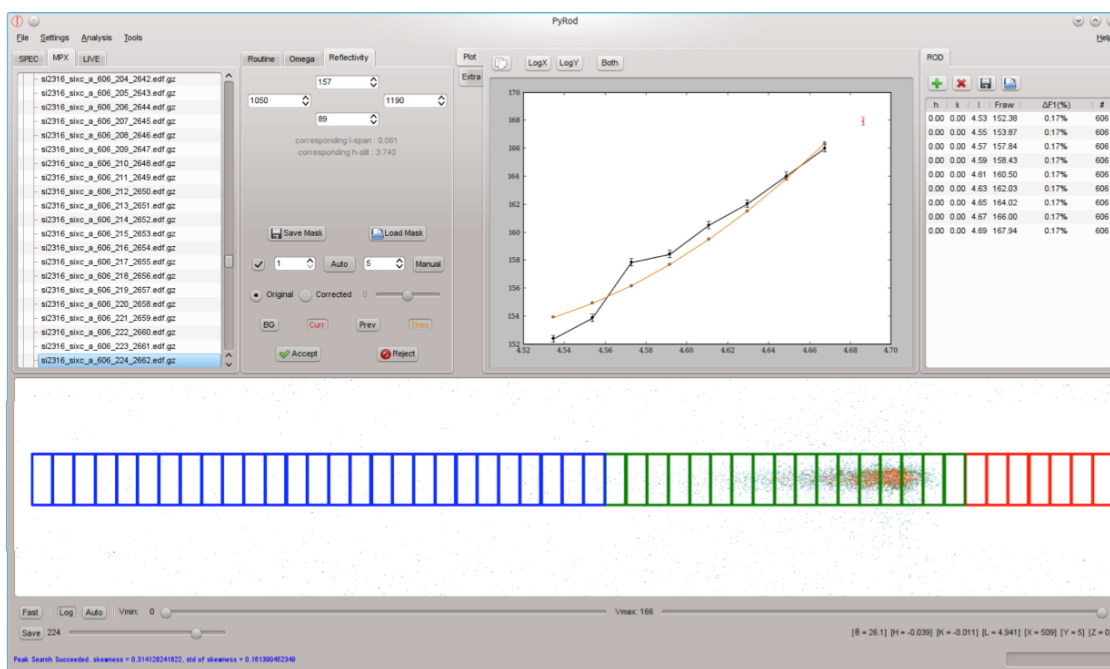 PyRod
File Settings Analysis Tools Help
SPEC MPX LIVE
si2316_sixc_a_606_204_2642.edf.gz
si2316_sixc_a_606_205_2643.edf.gz
si2316_sixc_a_606_206_2644.edf.gz
si2316_sixc_a_606_207_2645.edf.gz
si2316_sixc_a_606_208_2646.edf.gz
si2316_sixc_a_606_209_2647.edf.gz
si2316_sixc_a_606_210_2648.edf.gz
si2316_sixc_a_606_211_2649.edf.gz
si2316_sixc_a_606_212_2650.edf.gz
si2316_sixc_a_606_213_2651.edf.gz
si2316_sixc_a_606_214_2652.edf.gz
si2316_sixc_a_606_215_2653.edf.gz
si2316_sixc_a_606_216_2654.edf.gz
si2316_sixc_a_606_217_2655.edf.gz
si2316_sixc_a_606_218_2656.edf.gz
si2316_sixc_a_606_219_2657.edf.gz
si2316_sixc_a_606_220_2658.edf.gz
si2316_sixc_a_606_221_2659.edf.gz
si2316_sixc_a_606_222_2660.edf.gz
si2316_sixc_a_606_223_2661.edf.gz
si2316_sixc_a_606_224_2662.edf.gz
Routine Omega Reflectivity
157
1050 1190
89
corresponding l-span : 0.061
corresponding h-slit : 3.740
Save Mask Load Mask
1 Auto 5 Manual
Original Corrected 0
BG Curr Prev Theo
Accept Reject
Plot
Extra
LogX LogY Both
170
168
166
164
162
160
158
156
154
152
4.52 4.54 4.56 4.58 4.60 4.62 4.64 4.66 4.68 4.70
ROD
h k l Fraw ΔF1(%) #
0.00 0.00 4.53 152.38 0.17% 606
0.00 0.00 4.55 153.87 0.17% 606
0.00 0.00 4.57 157.84 0.17% 606
0.00 0.00 4.59 158.43 0.17% 606
0.00 0.00 4.61 160.50 0.17% 606
0.00 0.00 4.63 162.03 0.17% 606
0.00 0.00 4.65 164.02 0.17% 606
0.00 0.00 4.67 166.00 0.17% 606
0.00 0.00 4.69 167.94 0.17% 606
Fast Log Auto Vmin: 0 Vmax: 166
Save 224
[θ = 26.1] [H = -0.039] [K = -0.011] [L = 4.941] [X = 509] [Y = 5] [Z = 0
Peak Search Succeeded. skewness = 0.314128241622, std of skewness = 0.161390452349